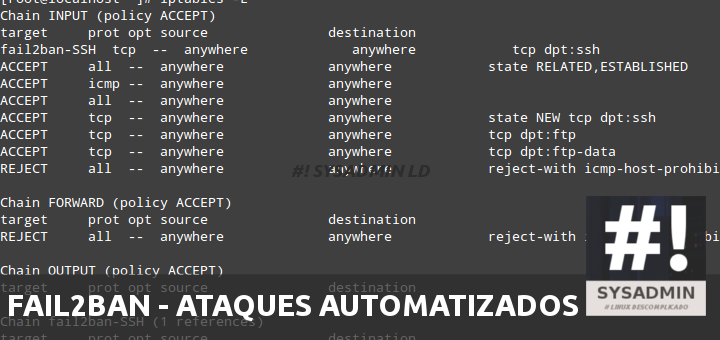 [root@localhost ~]# iptables -L
Chain INPUT (policy ACCEPT)
target     prot opt source               destination
fail2ban-SSH  tcp  --  anywhere             anywhere            tcp dpt:ssh
ACCEPT     all  --  anywhere             anywhere            state RELATED,ESTABLISHED
ACCEPT     icmp --  anywhere             anywhere
ACCEPT     all  --  anywhere             anywhere
ACCEPT     tcp  --  anywhere             anywhere            state NEW tcp dpt:ssh
ACCEPT     tcp  --  anywhere             anywhere            tcp dpt:ftp
ACCEPT     tcp  --  anywhere             anywhere            tcp dpt:ftp-data
REJECT     all  --  anywhere             anywhere            reject-with icmp-host-prohibi
#! SYSADMIN LD
Chain FORWARD (policy ACCEPT)
target     prot opt source               destination
REJECT     all  --  anywhere             anywhere            reject-with
Chain OUTPUT (policy ACCEPT)
target     prot opt source               destination
#!
SYSADMIN
# LINUX DESCOMPLICADO
FAIL2BAN - ATAQUES AUTOMATIZADOS
Chain fail2ban-SSH (1 references)
target     prot opt source               destination